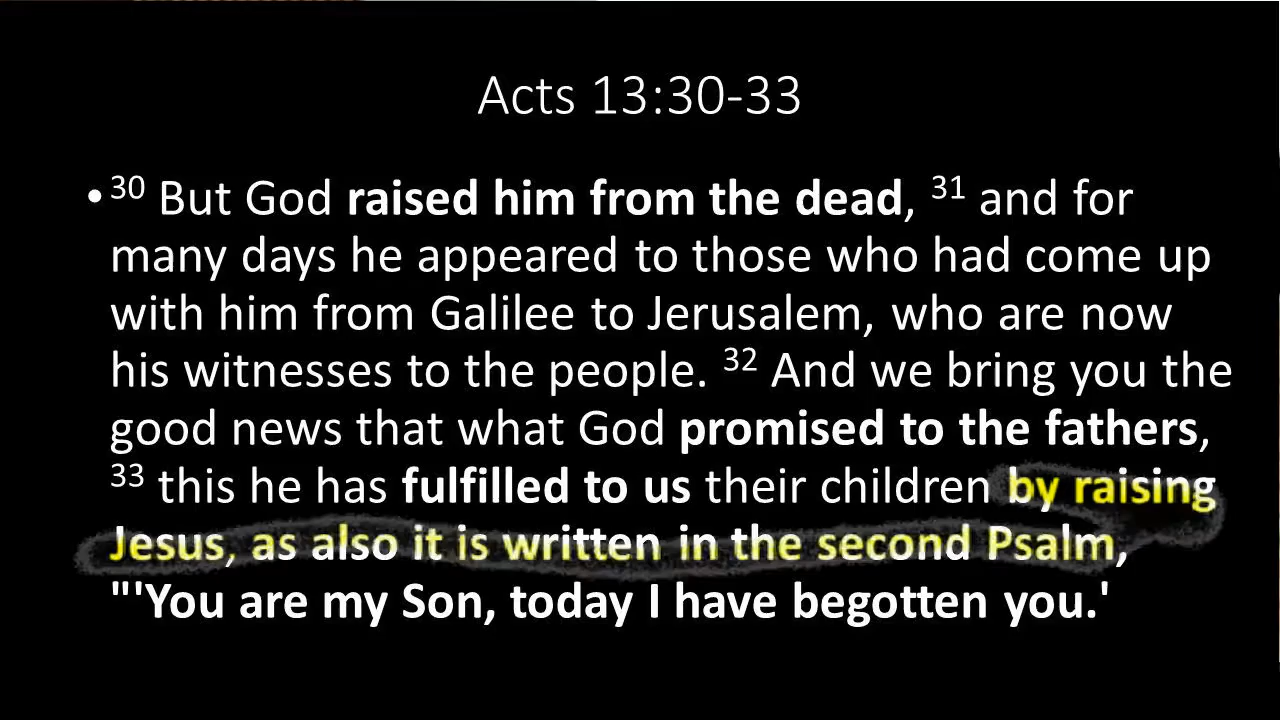 Acts 13:30-33
• 30 But God raised him from the dead, 31 and for
many days he appeared to those who had come up
with him from Galilee to Jerusalem, who are now
his witnesses to the people. 32 And we bring you the
good news that what God promised to the fathers,
33 this he has fulfilled to us their children by raising
Jesus, as also it is written in the second Psalm,
"'You are my Son, today I have begotten you.'